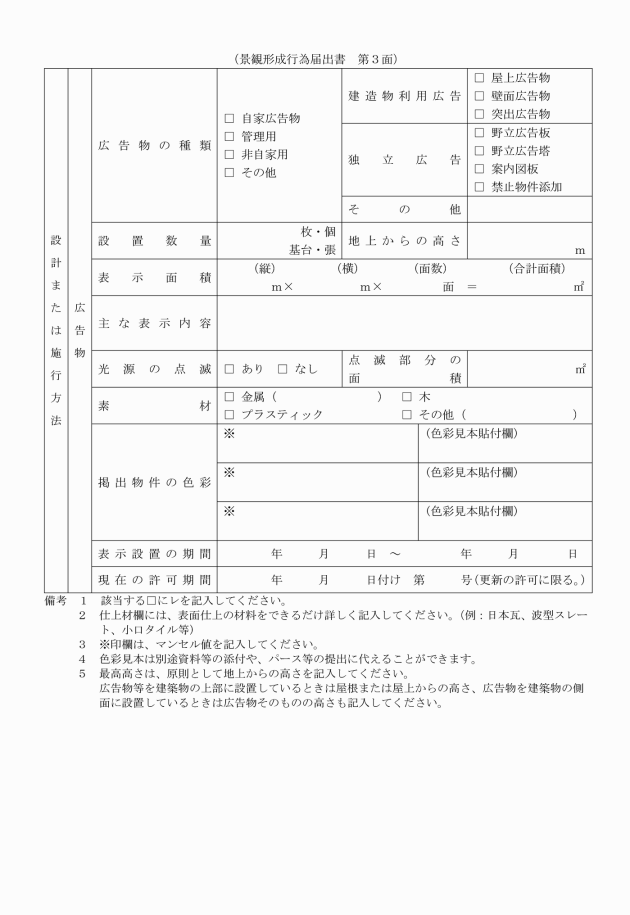 （景観形成行為届出書　第３面）
設計または施行方法
広告物
広告物の種類
□ 自家広告物
□ 管理用
□ 非自家用
□ その他
建造物利用広告
□ 屋上広告物
□ 壁面広告物
□ 突出広告物
独立広告
□ 野立広告板
□ 野立広告塔
□ 案内図板
□ 禁止物件添加
その他
設置数量
枚・個
基台・張
地上からの高さ
ｍ
表示面積
（縦）　（横）　（面数）　（合計面積）
ｍ×　ｍ×　面　＝　㎡
主な表示内容
光源の点滅
□ あり　□ なし
点滅部分の
面積
㎡
素材
□ 金属（　　　）　□ 木
□ プラスティック　□ その他（　　　）
掲出物件の色彩
※
（色彩見本貼付欄）
※
（色彩見本貼付欄）
※
（色彩見本貼付欄）
表示設置の期間
年　月　日　～　年　月　日
現在の許可期間
年　月　日付け　第　号（更新の許可に限る。）
備考　１　該当する□にレを記入してください。
２　仕上材欄には、表面仕上の材料をできるだけ詳しく記入してください。（例：日本瓦、波型スレー
ト、小口タイル等）
３　※印欄は、マンセル値を記入してください。
４　色彩見本は別途資料等の添付や、パース等の提出に代えることができます。
５　最高高さは、原則として地上からの高さを記入してください。
広告物等を建築物の上部に設置しているときは屋根または屋上からの高さ、広告物を建築物の側
面に設置しているときは広告物そのものの高さも記入してください。